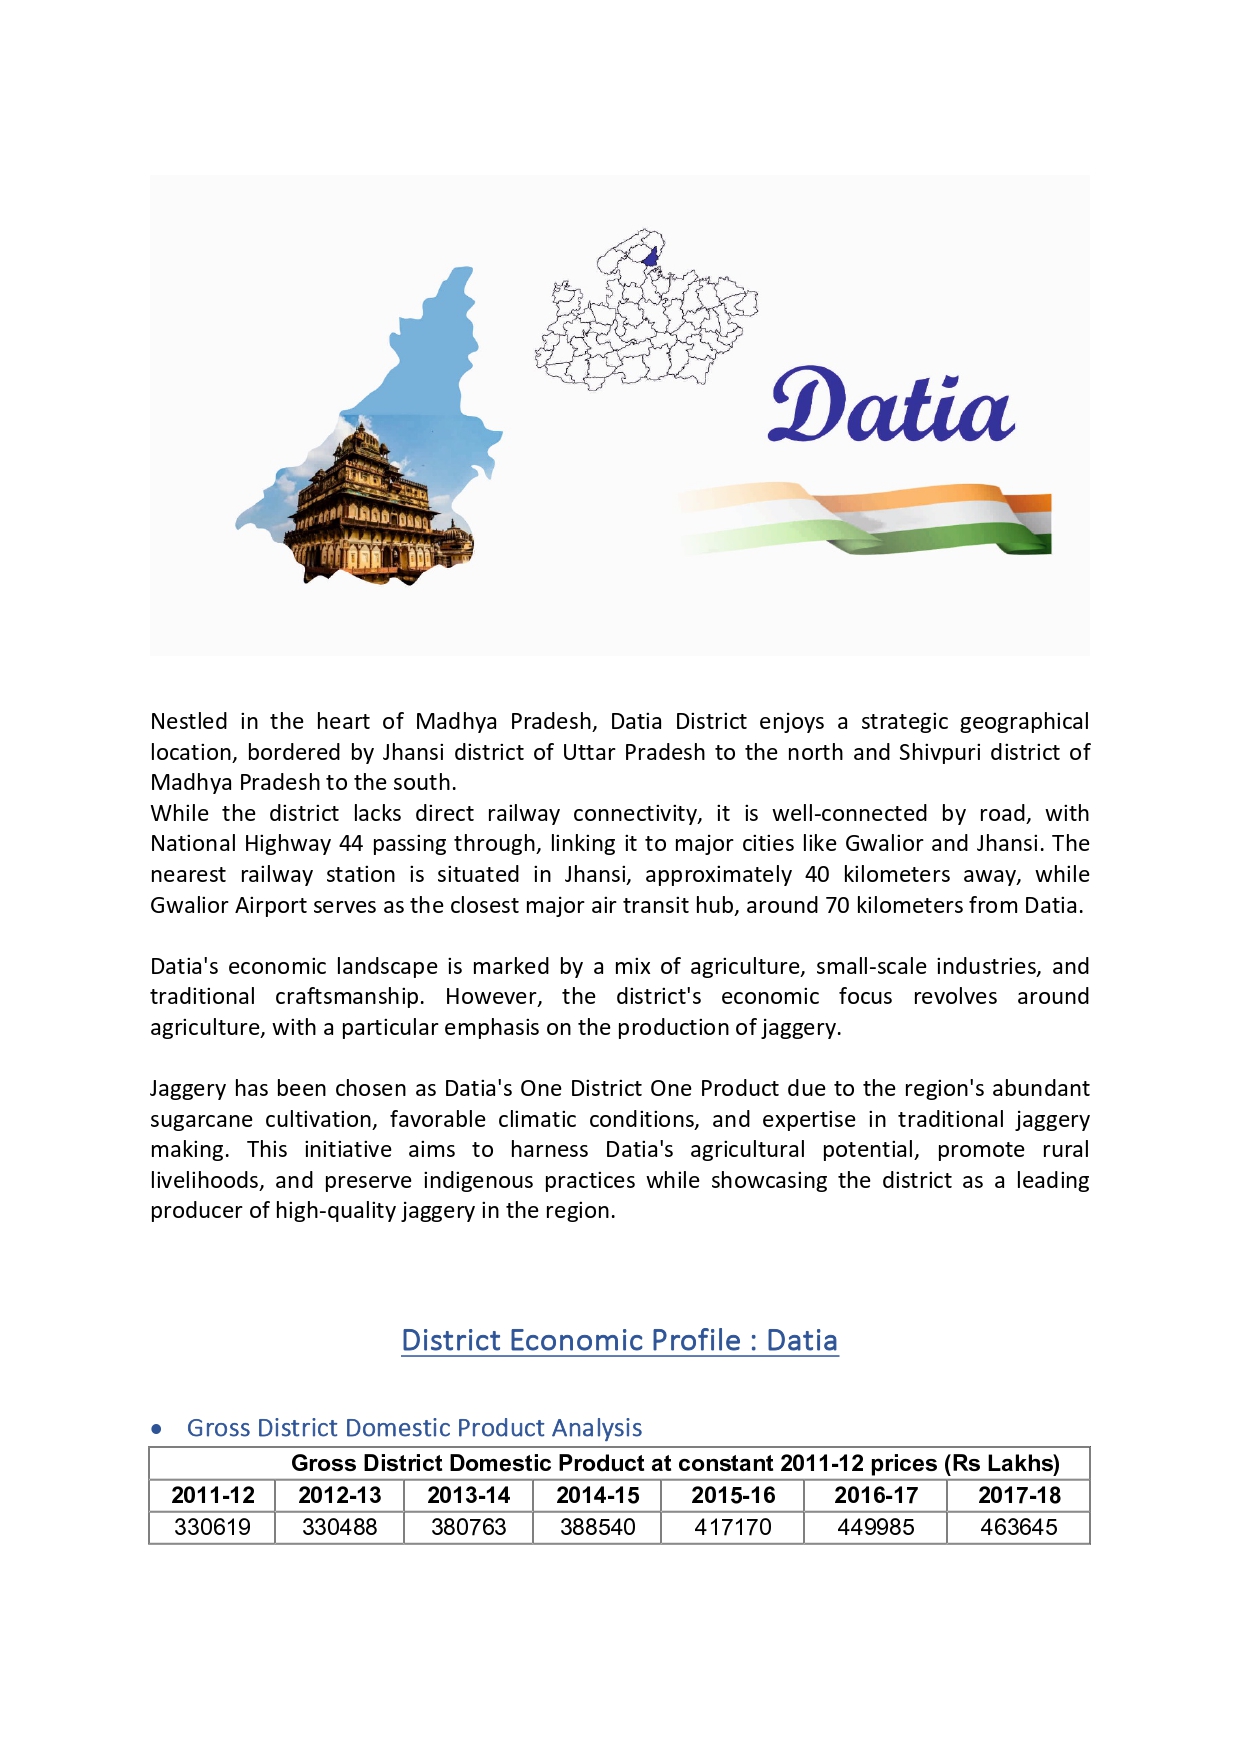 Datia
Nestled in the heart of Madhya Pradesh, Datia District enjoys a strategic geographical
location, bordered by Jhansi district of Uttar Pradesh to the north and Shivpuri district of
Madhya Pradesh to the south.
While the district lacks direct railway connectivity, it is well-connected by road, with
National Highway 44 passing through, linking it to major cities like Gwalior and Jhansi. The
nearest railway station is situated in Jhansi, approximately 40 kilometers away, while
Gwalior Airport serves as the closest major air transit hub, around 70 kilometers from Datia.
Datia's economic landscape is marked by a mix of agriculture, small-scale industries, and
traditional craftsmanship. However, the district's economic focus revolves around
agriculture, with a particular emphasis on the production of jaggery.
Jaggery has been chosen as Datia's One District One Product due to the region's abundant
sugarcane cultivation, favorable climatic conditions, and expertise in traditional jaggery
making. This initiative aims to harness Datia's agricultural potential, promote rural
livelihoods, and preserve indigenous practices while showcasing the district as a leading
producer of high-quality jaggery in the region.
District Economic Profile : Datia
• Gross District Domestic Product Analysis
Gross District Domestic Product at constant 2011-12 prices (Rs Lakhs)
2011-12 2012-13 2013-14 2014-15 2015-16 2016-17 2017-18
330619 330488 380763 388540 417170 449985 463645